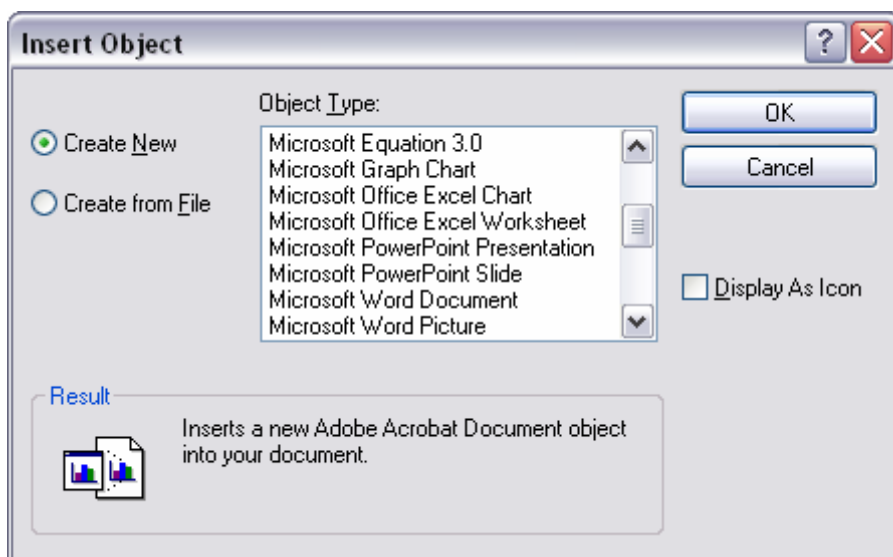 Insert Object
?
Object Type:
Create New
Create from File
Microsoft Equation 3.0
Microsoft Graph Chart
Microsoft Office Excel Chart
Microsoft Office Excel Worksheet
Microsoft PowerPoint Presentation
Microsoft PowerPoint Slide
Microsoft Word Document
Microsoft Word Picture
OK
Cancel
Display As Icon
Result
Inserts a new Adobe Acrobat Document object
into your document.